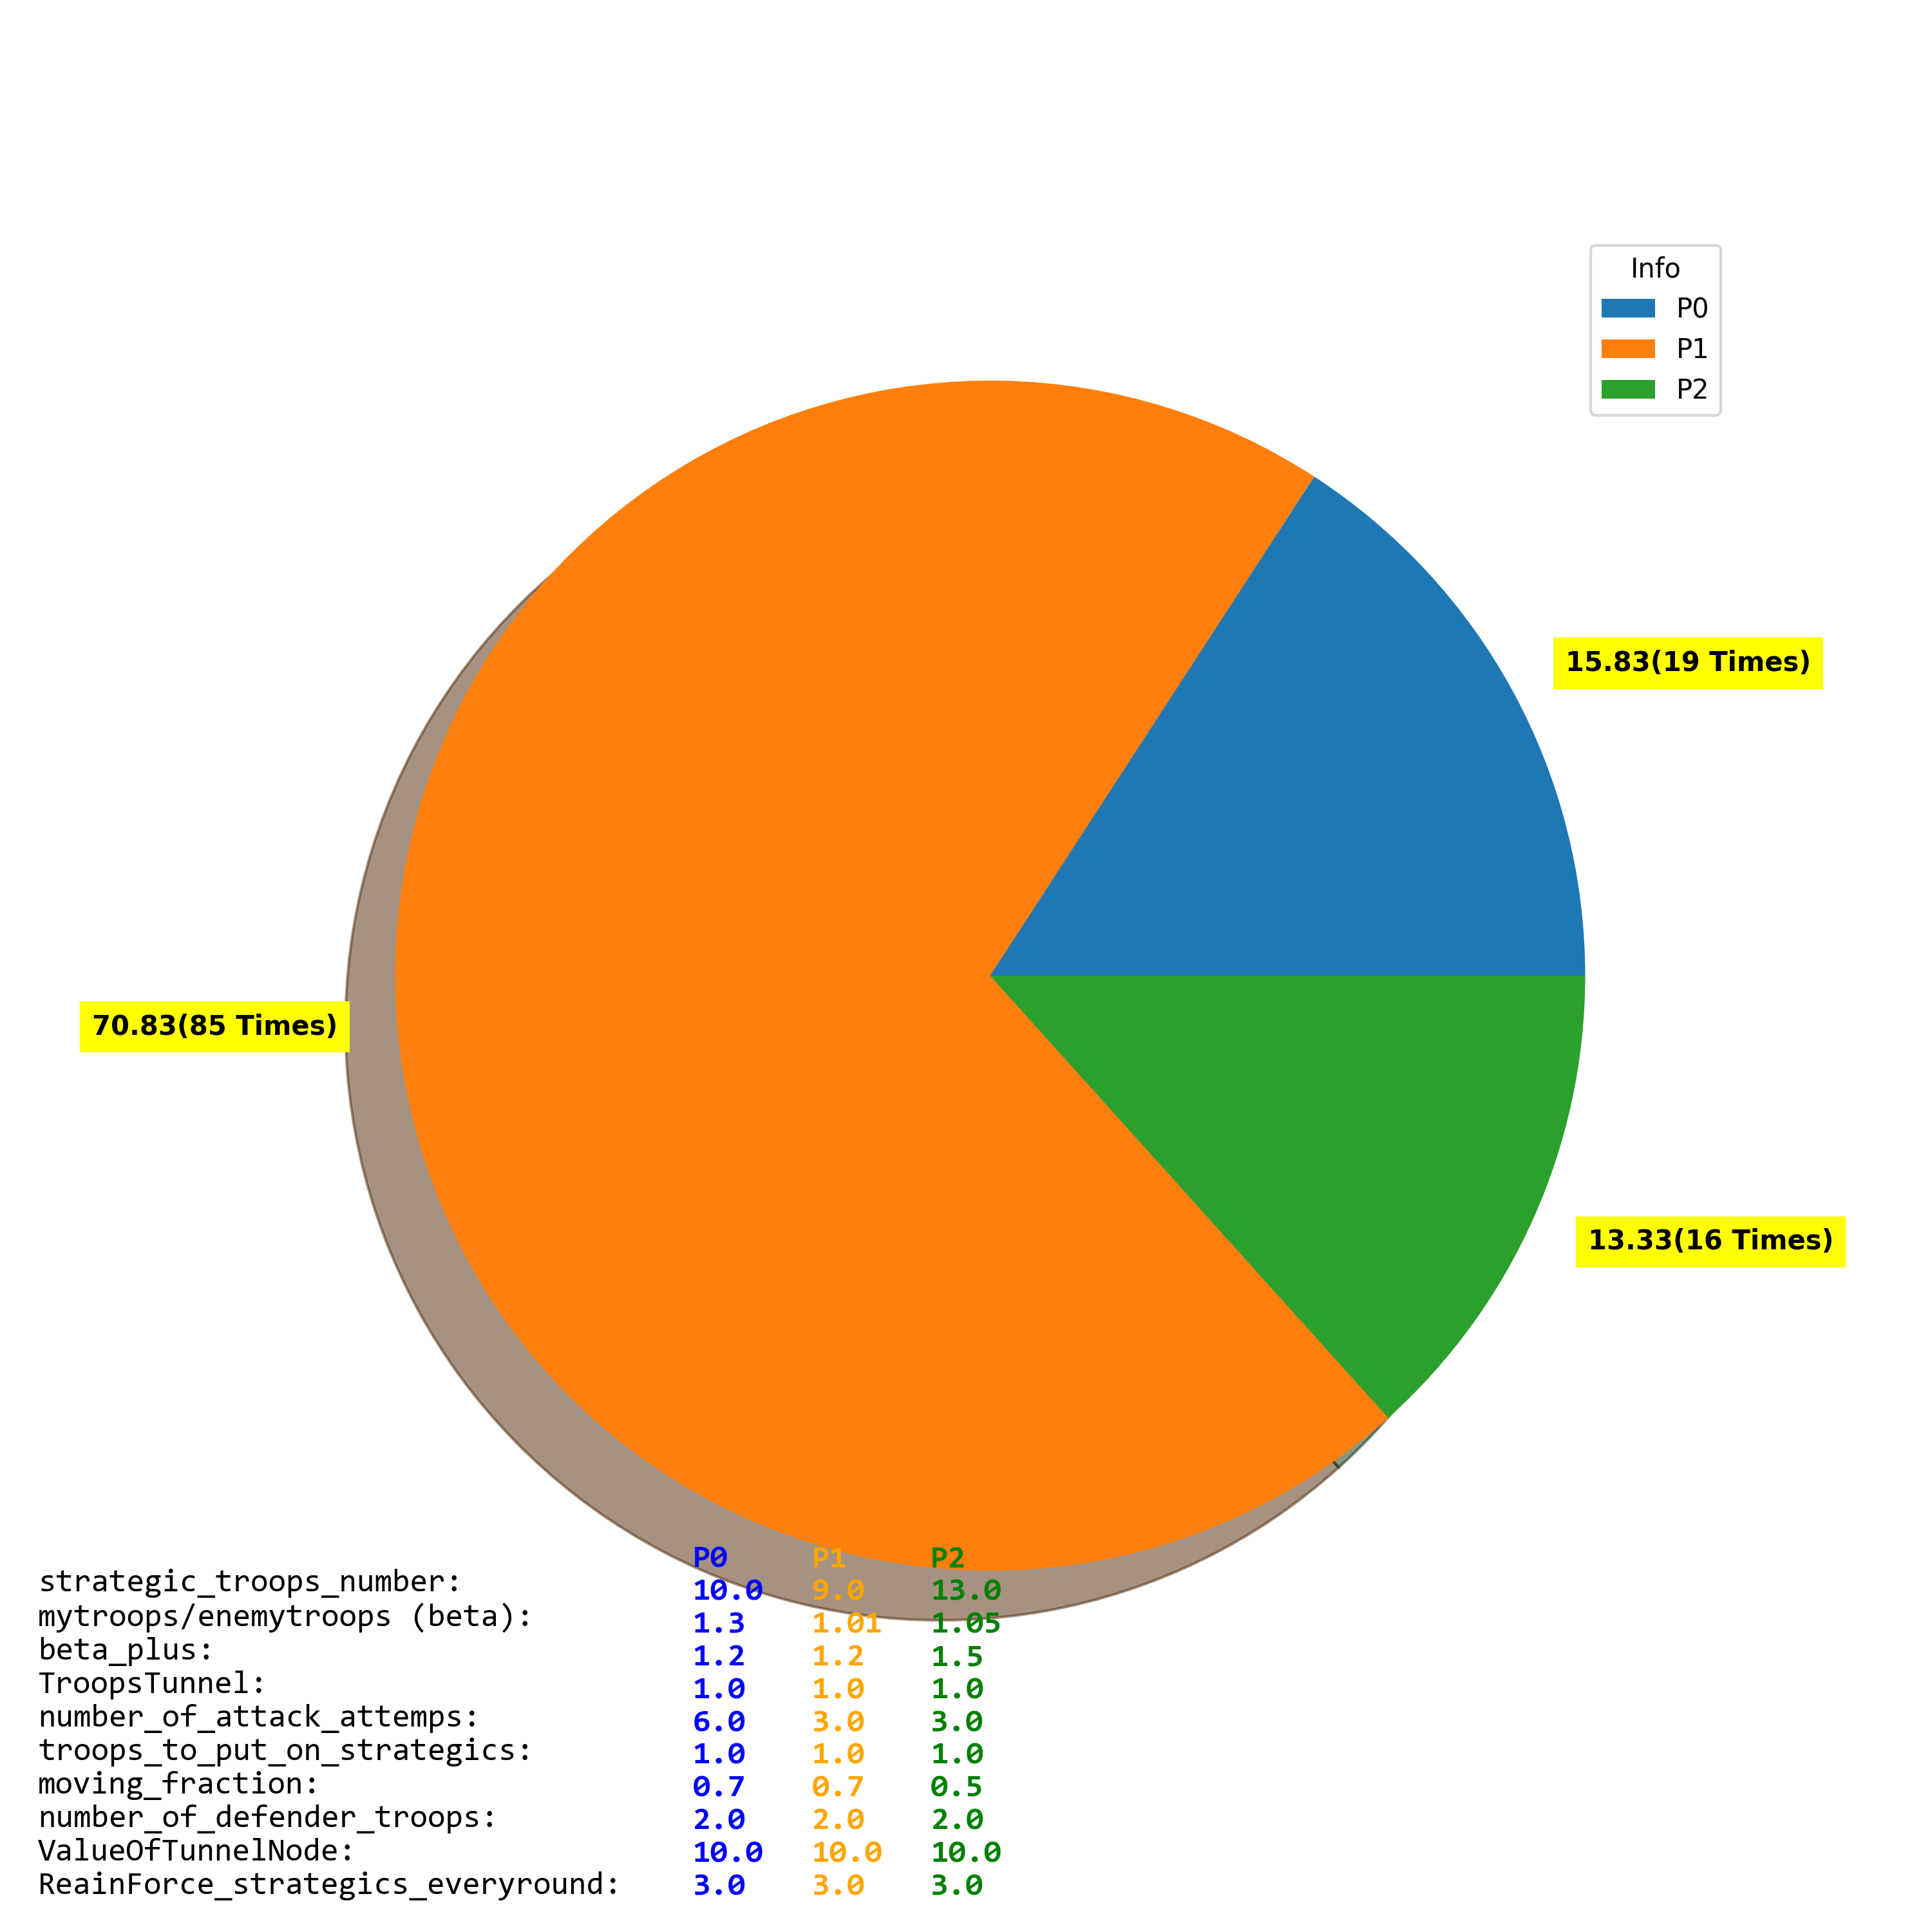 Info
P0
P1
P2
15.83(19 Times)
70.83(85 Times)
13.33(16 Times)
P0 P1 P2
strategic_troops_number: 10.0 9.0 13.0
mytroops/enemytroops (beta): 1.3 1.01 1.05
beta_plus: 1.2 1.2 1.5
TroopsTunnel: 1.0 1.0 1.0
number_of_attack_attemps: 6.0 3.0 3.0
troops_to_put_on_strategics: 1.0 1.0 1.0
moving_fraction: 0.7 0.7 0.5
number_of_defender_troops: 2.0 2.0 2.0
ValueOfTunnelNode: 10.0 10.0 10.0
ReainForce_strategics_everyround: 3.0 3.0 3.0